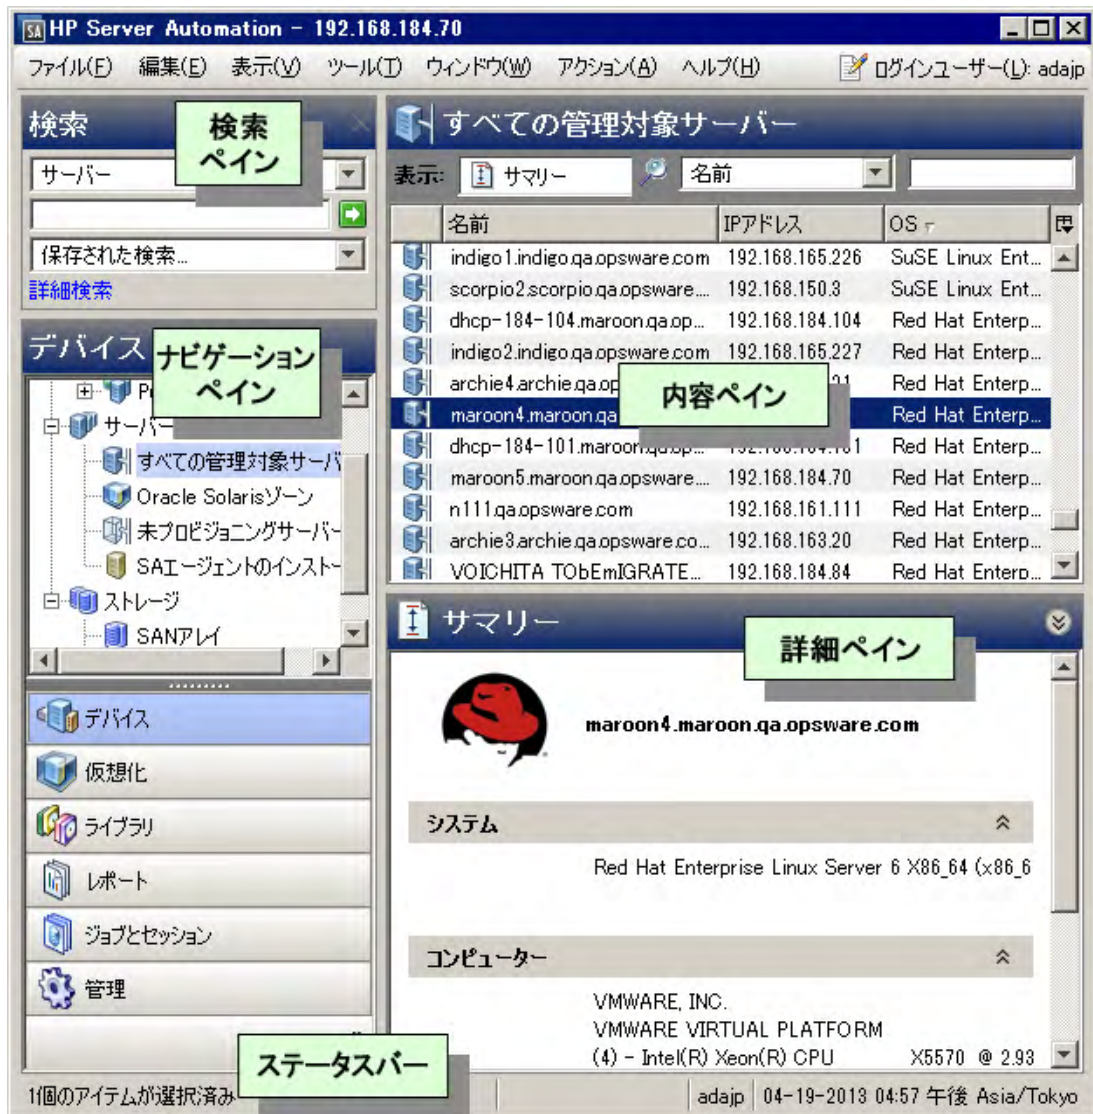 HP Server Automation - 192.168.184.70
ファイル(F) 編集(E) 表示(V) ツール(T) ウィンドウ(W) アクション(A) ヘルプ(H) ログインユーザー(L): adajp
検索
検索
ペイン
サーバー
保存された検索...
詳細検索
デバイス
ナビゲーション
ペイン
サーバー
すべての管理対象サーバ
Oracle Solarisゾーン
未プロビジョニングサーバー
SAエージェントのインストー
ストレージ
SANアレイ
デバイス
仮想化
ライブラリ
レポート
ジョブとセッション
管理
すべての管理対象サーバー
表示: サマリー 名前
名前 IPアドレス OS
indigo1.indigo.qa.opsware.com 192.168.165.226 SuSE Linux Ent...
scorpio2.scorpio.qa.opsware.... 192.168.150.3 SuSE Linux Ent...
dhcp-184-104.maroon.qa.op... 192.168.184.104 Red Hat Enterp...
indigo2.indigo.qa.opsware.com 192.168.165.227 Red Hat Enterp...
archie4.archie.qa.op Red Hat Enterp...
maroon4.maroon.qa Red Hat Enterp...
内容ペイン
dhcp-184-101.maroon.qa.op... Red Hat Enterp...
maroon5.maroon.qa.opsware.... 192.168.184.70 Red Hat Enterp...
n111.qa.opsware.com 192.168.161.111 Red Hat Enterp...
archie3.archie.qa.opsware.co... 192.168.163.20 Red Hat Enterp...
VOICHITA TObEmIGRATE... 192.168.184.84 Red Hat Enterp...
サマリー
詳細ペイン
maroon4.maroon.qa.opsware.com
システム
Red Hat Enterprise Linux Server 6 X86_64 (x86_6
コンピューター
VMWARE, INC.
VMWARE VIRTUAL PLATFORM
(4) - Intel(R) Xeon(R) CPU X5570 @ 2.93
ステータスバー
1個のアイテムが選択済み adajp 04-19-2013 04:57 午後 Asia/Tokyo